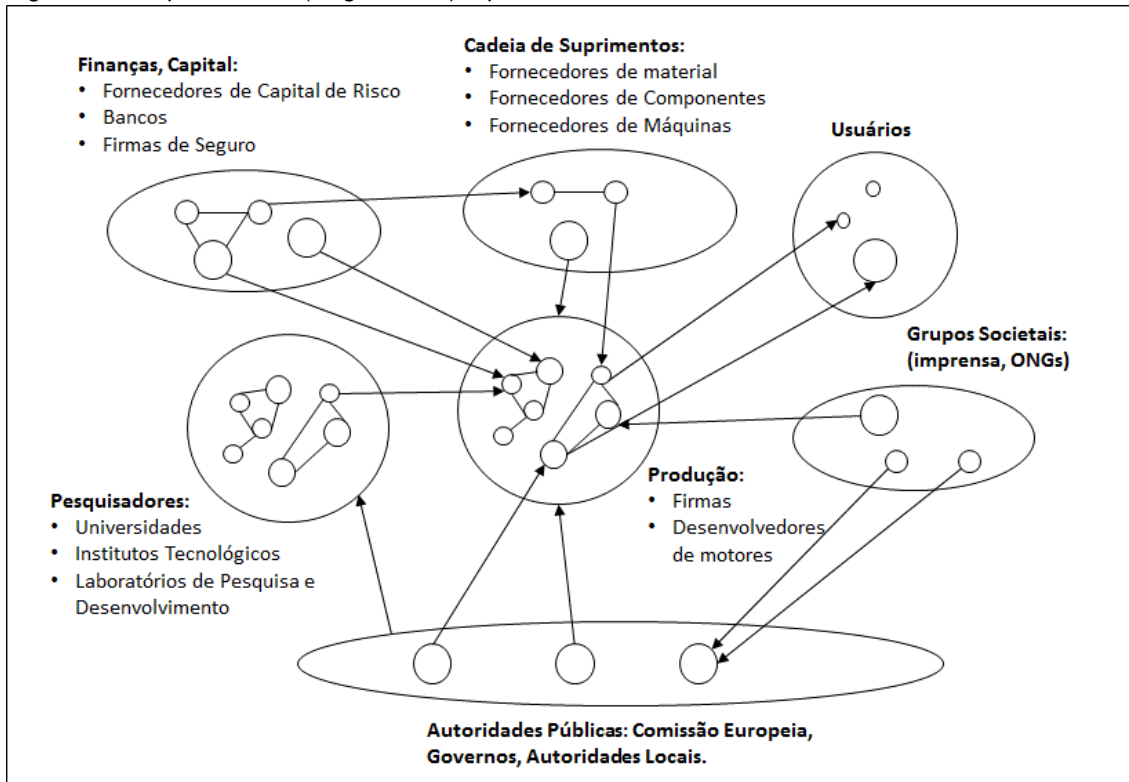 Finanças, Capital:
• Fornecedores de Capital de Risco
• Bancos
• Firmas de Seguro
Cadeia de Suprimentos:
• Fornecedores de material
• Fornecedores de Componentes
• Fornecedores de Máquinas
Usuários
Grupos Societais:
(imprensa, ONGs)
Pesquisadores:
• Universidades
• Institutos Tecnológicos
• Laboratórios de Pesquisa e
Desenvolvimento
Produção:
• Firmas
• Desenvolvedores
de motores
Autoridades Públicas: Comissão Europeia,
Governos, Autoridades Locais.